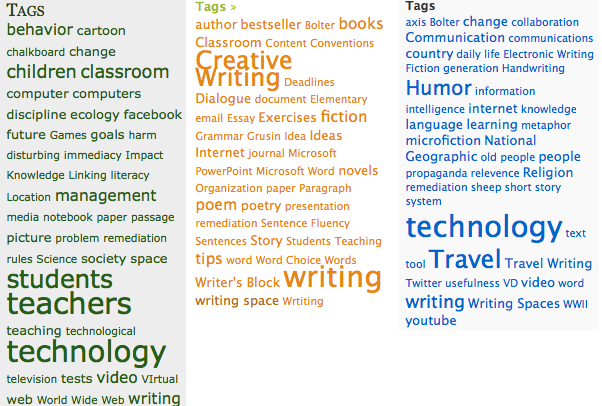 TAGS
behavior cartoon
chalkboard change
children classroom
computer computers
discipline ecology facebook
future Games goals harm
disturbing immediacy Impact
Knowledge Linking literacy
Location management
media notebook paper passage
picture problem remediation
rules Science society space
students
teachers
teaching technological
technology
television tests video VIrtual
web World Wide Web writing
Tags »
author bestseller Bolter books
Classroom Content Conventions
Creative
Writing Deadlines
Dialogue document Elementary
email Essay Exercises fiction
Grammar Grusin Idea Ideas
Internet journal Microsoft
PowerPoint Microsoft Word novels
Organization paper Paragraph
poem poetry presentation
remediation Sentence Fluency
Sentences Story Students Teaching
tips word Word Choice Words
Writer's Block writing
writing space Wrtiting
Tags
axis Bolter change collaboration
Communication communications
country daily life Electronic Writing
Fiction generation Handwriting
Humor information
intelligence internet knowledge
language learning metaphor
microfiction National
Geographic old people people
propaganda relevence Religion
remediation sheep short story
system
technology text
tool Travel Travel Writing
Twitter usefulness VD video word
writing Writing Spaces WWII
youtube